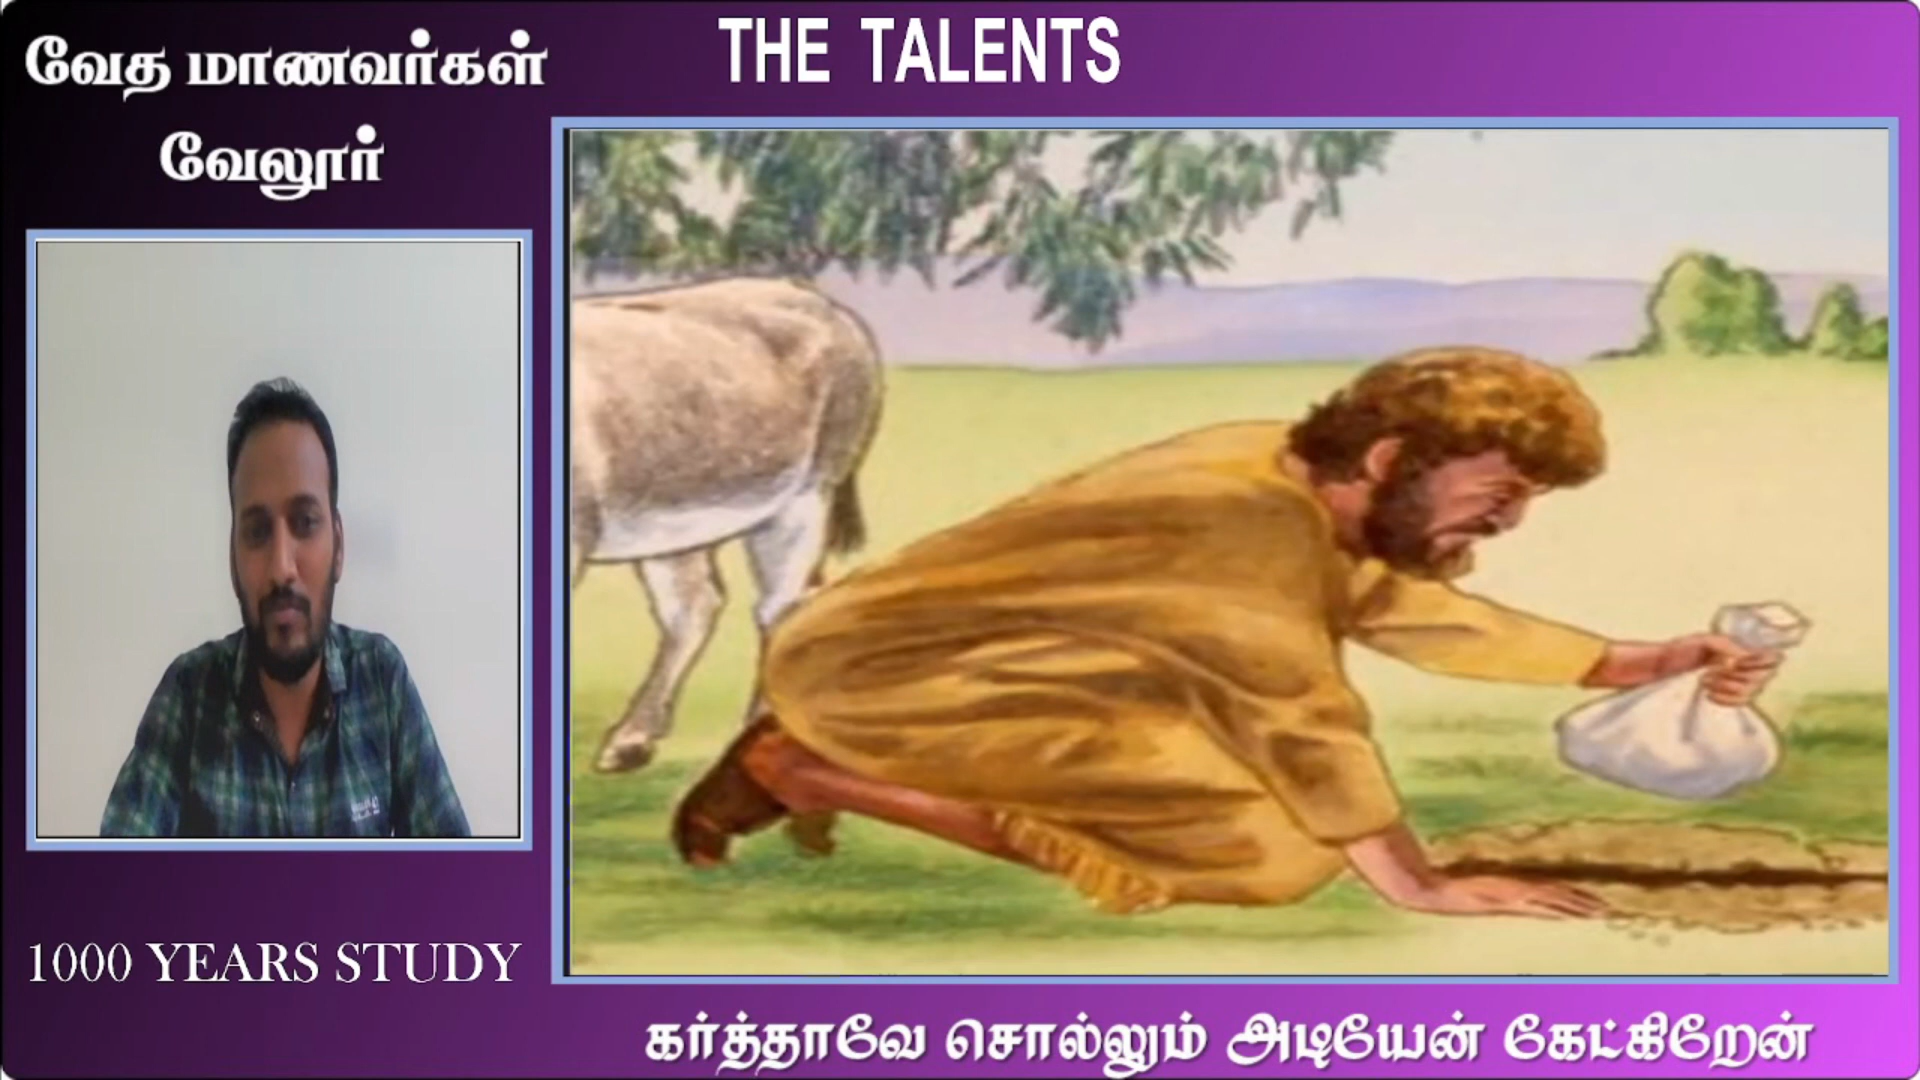 வேத மாணவர்கள்
வேலூர்
THE TALENTS
1000 YEARS STUDY
கர்த்தாவே சொல்லும் அடியேன் கேட்கிறேன்